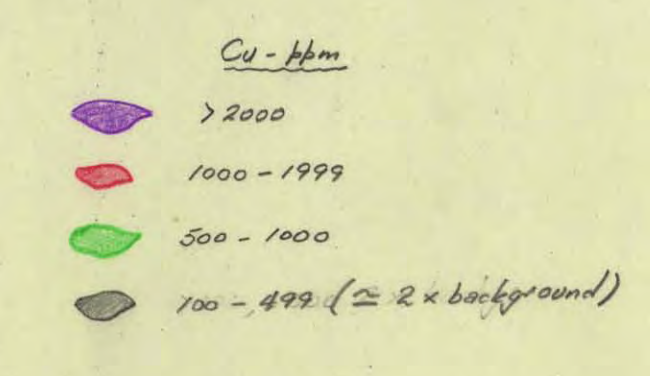 Cu - ppm
> 2000
1000 - 1999
500 - 1000
100 - 499 (≃ 2 x background)